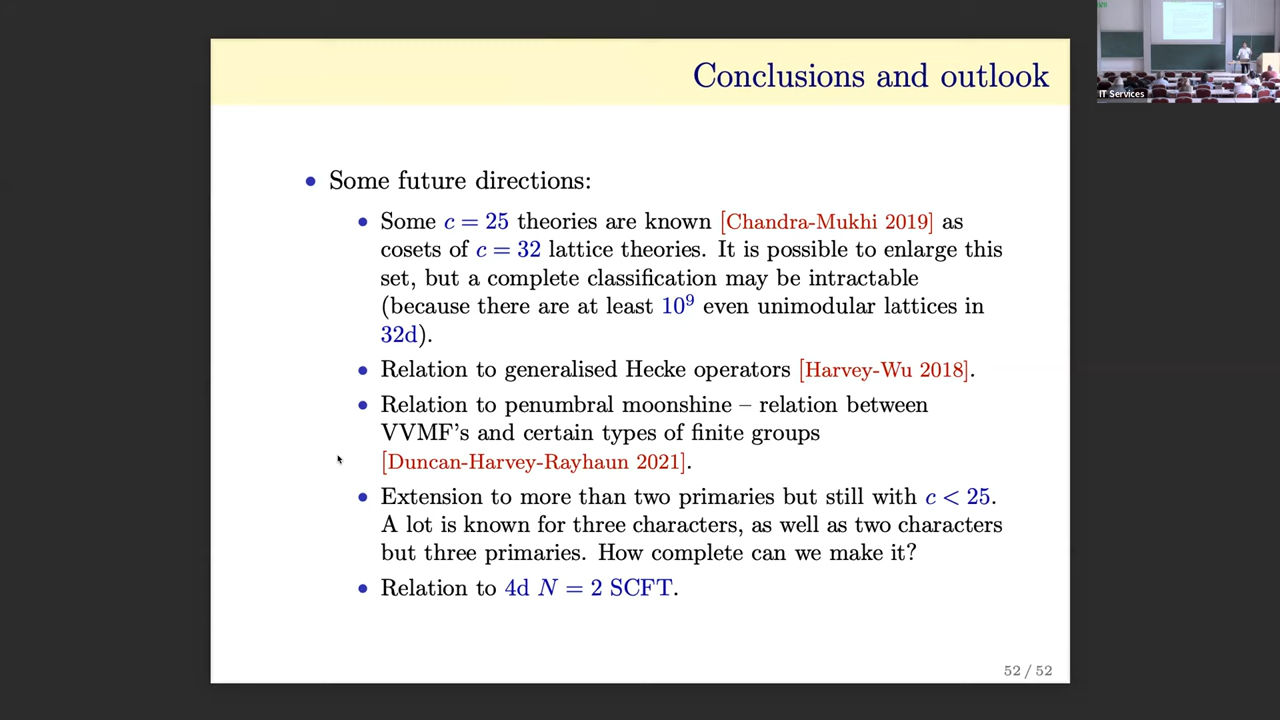 Conclusions and outlook
IT Services
• Some future directions:
• Some c = 25 theories are known [Chandra-Mukhi 2019] as
cosets of c = 32 lattice theories. It is possible to enlarge this
set, but a complete classification may be intractable
(because there are at least 10⁹ even unimodular lattices in
32d).
• Relation to generalised Hecke operators [Harvey-Wu 2018].
• Relation to penumbral moonshine – relation between
VVMF's and certain types of finite groups
[Duncan-Harvey-Rayhaun 2021].
• Extension to more than two primaries but still with c < 25.
A lot is known for three characters, as well as two characters
but three primaries. How complete can we make it?
• Relation to 4d N = 2 SCFT.
52 / 52